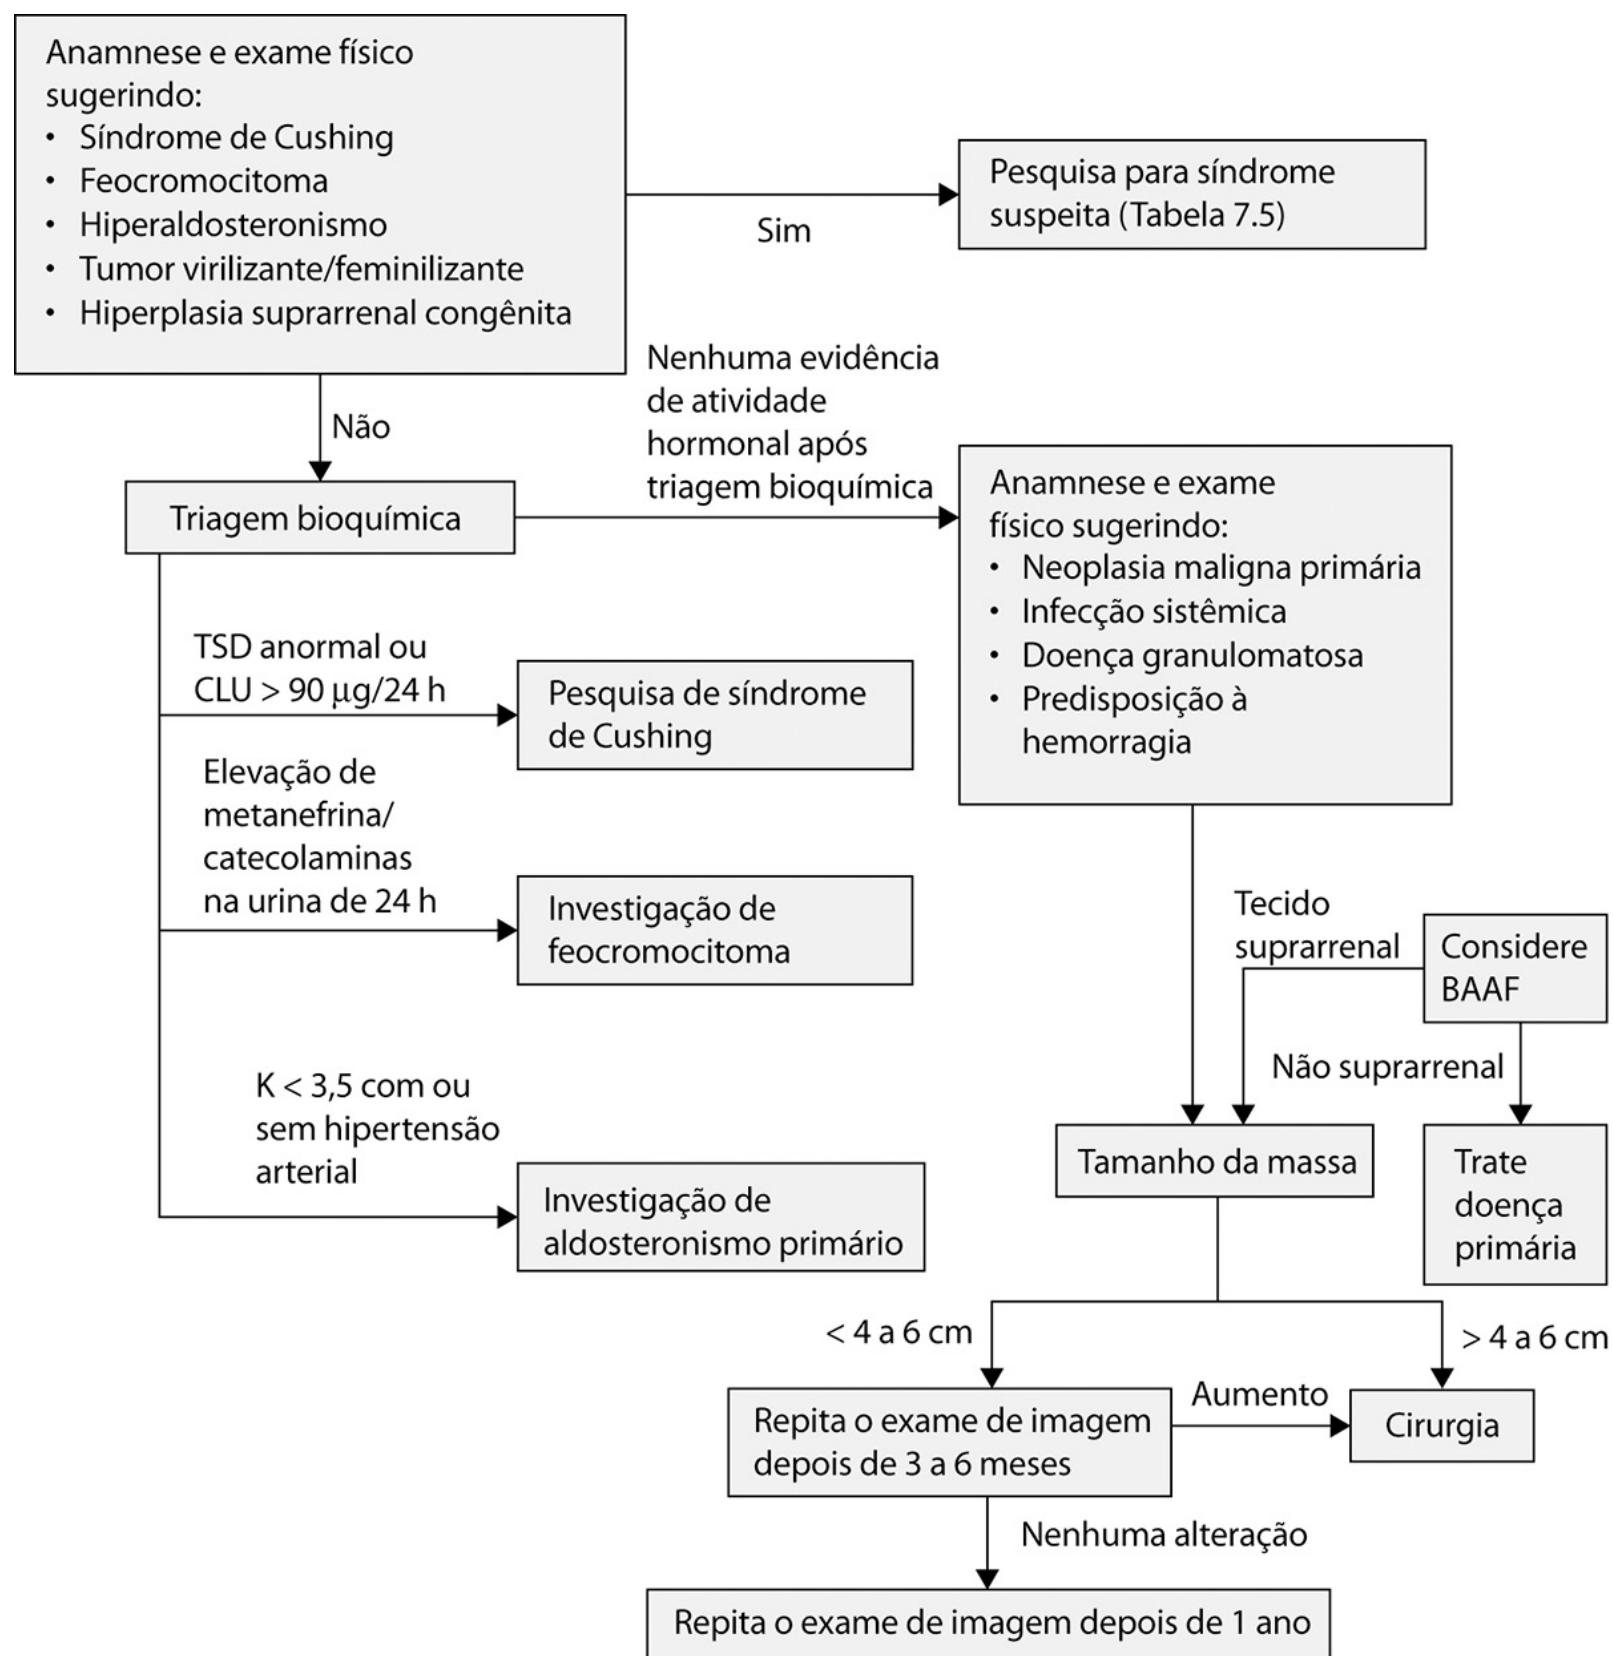 Anamnese e exame físico
sugerindo:
• Síndrome de Cushing
• Feocromocitoma
• Hiperaldosteronismo
• Tumor virilizante/feminilizante
• Hiperplasia suprarrenal congênita
Sim
Pesquisa para síndrome
suspeita (Tabela 7.5)
Não
Triagem bioquímica
Nenhuma evidência
de atividade
hormonal após
triagem bioquímica
Anamnese e exame
físico sugerindo:
• Neoplasia maligna primária
• Infecção sistêmica
• Doença granulomatosa
• Predisposição à
hemorragia
TSD anormal ou
CLU > 90 μg/24 h
Pesquisa de síndrome
de Cushing
Elevação de
metanefrina/
catecolaminas
na urina de 24 h
Investigação de
feocromocitoma
K < 3,5 com ou
sem hipertensão
arterial
Investigação de
aldosteronismo primário
Tecido
suprarrenal
Considere
BAAF
Não suprarrenal
Tamanho da massa
Trate
doença
primária
< 4 a 6 cm
> 4 a 6 cm
Repita o exame de imagem
depois de 3 a 6 meses
Aumento
Cirurgia
Nenhuma alteração
Repita o exame de imagem depois de 1 ano